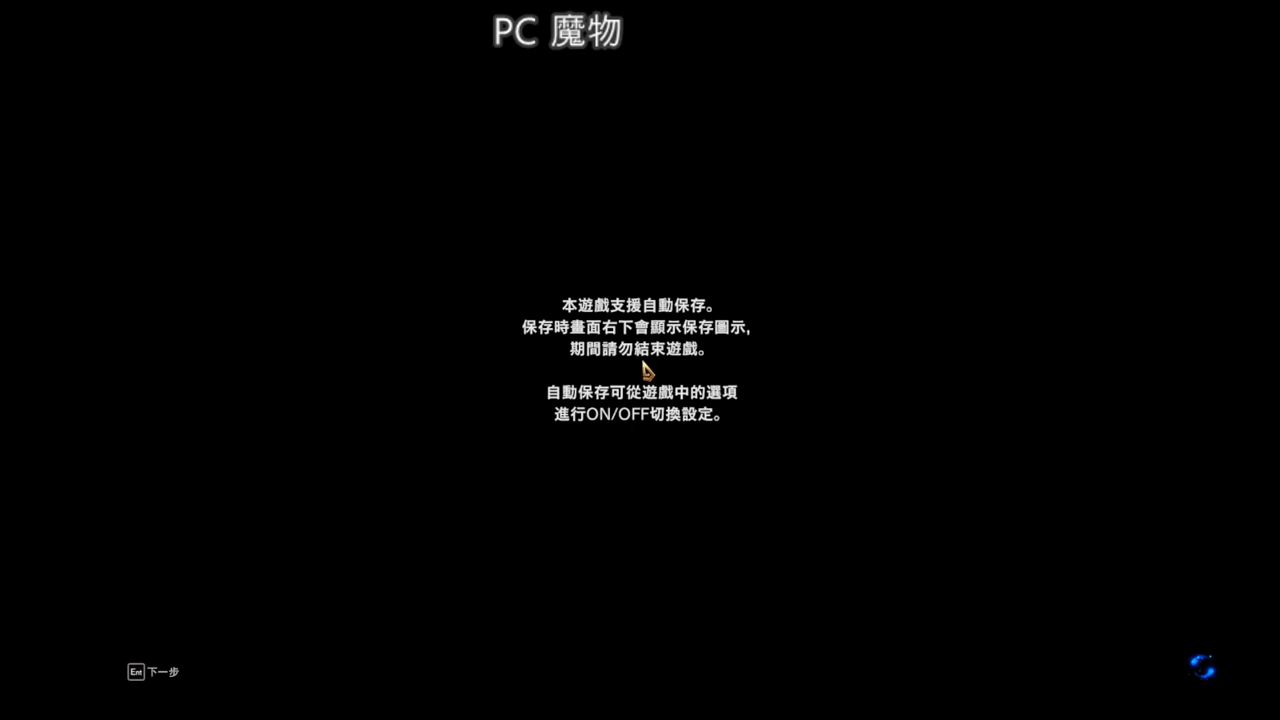 PC 魔物
本遊戲支援自動保存。
保存時畫面右下會顯示保存圖示,
期間請勿結束遊戲。
自動保存可從遊戲中的選項
進行ON/OFF切換設定。
Ent 下一步